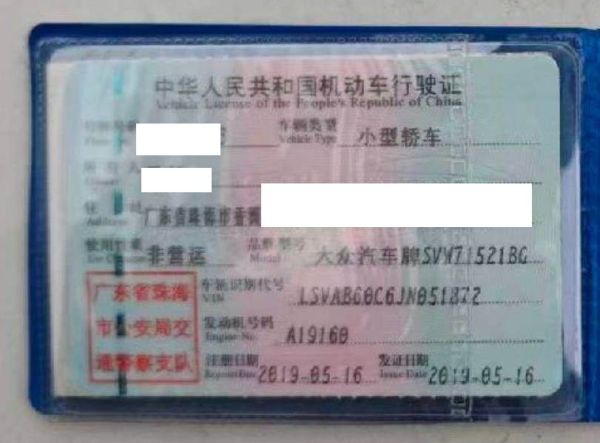 中华人民共和国机动车行驶证
Vehicle License of the People's Republic of China
车辆类型 小型轿车
Vehicle Type
广东省珠海市香
Address
使用性质 非营运 品牌型号 大众汽车牌SVW71521BG
Model
广东省珠海
市公安局交
通警察支队
车辆识别代号 LSVAB60C6JN051872
VIN
发动机号码 A19160
Engine No.
注册日期 2019-05-16 发证日期 2019-05-16
Register Date Issue Date